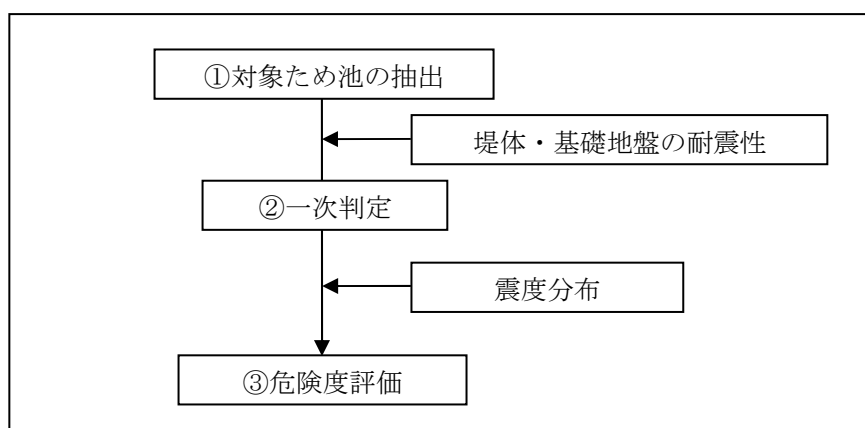 ①対象ため池の抽出
堤体・基礎地盤の耐震性
②一次判定
震度分布
③危険度評価